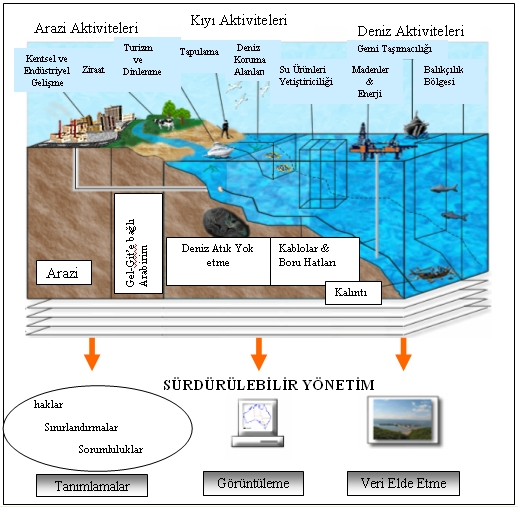 Arazi Aktiviteleri
Kıyı Aktiviteleri
Deniz Aktiviteleri
Kentsel ve
Endüstriyel
Gelişme
Ziraat
Turizm
ve
Dinlenme
Tapulama
Deniz
Koruma
Alanları
Su Ürünleri
Yetiştiriciliği
Gemi Taşımacılığı
Madenler
&
Enerji
Balıkçılık
Bölgesi
Arazi
Gel-Git'e bağlı
Arabirim
Deniz Atık Yok
etme
Kablolar &
Boru Hatları
Kalıntı
SÜRDÜRÜLEBİLİR YÖNETİM
haklar
Sınırlandırmalar
Sorumluluklar
Tanımlamalar
Görüntüleme
Veri Elde Etme